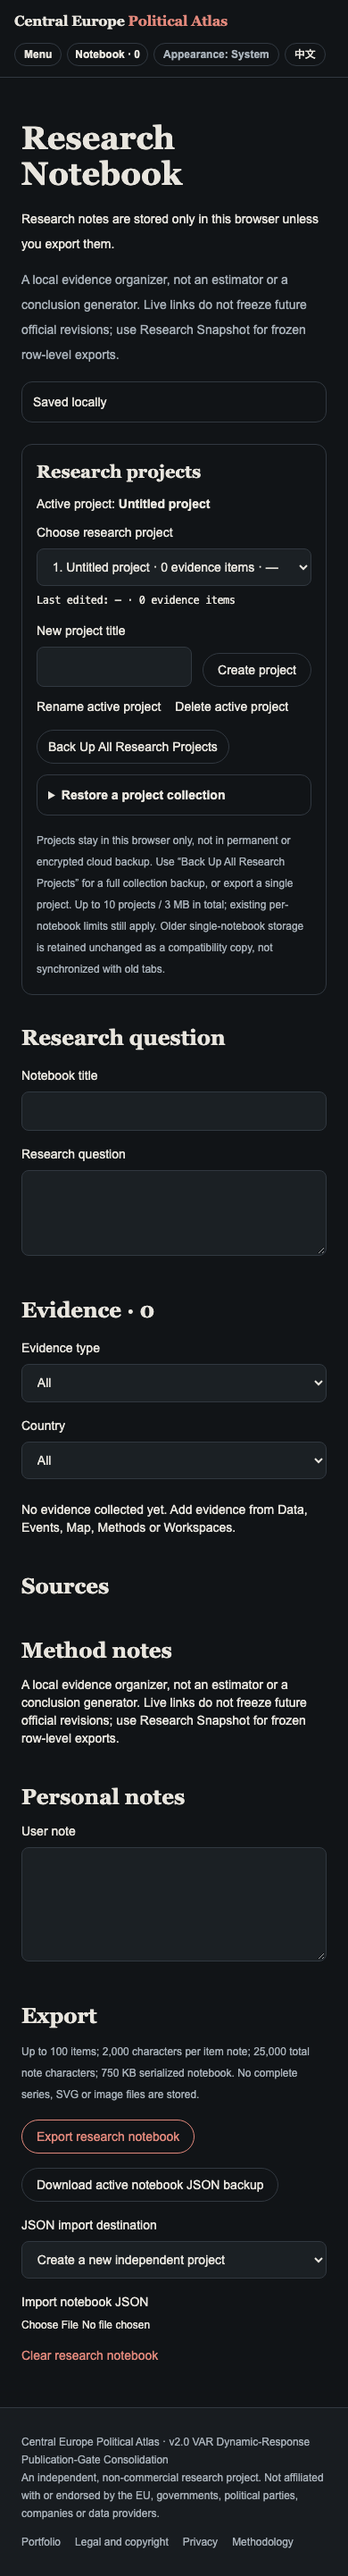 Central Europe Political Atlas
Menu
Notebook · 0
Appearance: System
中文
Research
Notebook
Research notes are stored only in this browser unless
you export them.
A local evidence organizer, not an estimator or a
conclusion generator. Live links do not freeze future
official revisions; use Research Snapshot for frozen
row-level exports.
Saved locally
Research projects
Active project: Untitled project
Choose research project
1. Untitled project · 0 evidence items · —
Last edited: — · 0 evidence items
New project title
Create project
Rename active project
Delete active project
Back Up All Research Projects
▶ Restore a project collection
Projects stay in this browser only, not in permanent or
encrypted cloud backup. Use “Back Up All Research
Projects” for a full collection backup, or export a single
project. Up to 10 projects / 3 MB in total; existing per-
notebook limits still apply. Older single-notebook storage
is retained unchanged as a compatibility copy, not
synchronized with old tabs.
Research question
Notebook title
Research question
Evidence · 0
Evidence type
All
Country
All
No evidence collected yet. Add evidence from Data,
Events, Map, Methods or Workspaces.
Sources
Method notes
A local evidence organizer, not an estimator or a
conclusion generator. Live links do not freeze future
official revisions; use Research Snapshot for frozen
row-level exports.
Personal notes
User note
Export
Up to 100 items; 2,000 characters per item note; 25,000 total
note characters; 750 KB serialized notebook. No complete
series, SVG or image files are stored.
Export research notebook
Download active notebook JSON backup
JSON import destination
Create a new independent project
Import notebook JSON
Choose File No file chosen
Clear research notebook
Central Europe Political Atlas · v2.0 VAR Dynamic-Response
Publication-Gate Consolidation
An independent, non-commercial research project. Not affiliated
with or endorsed by the EU, governments, political parties,
companies or data providers.
Portfolio
Legal and copyright
Privacy
Methodology